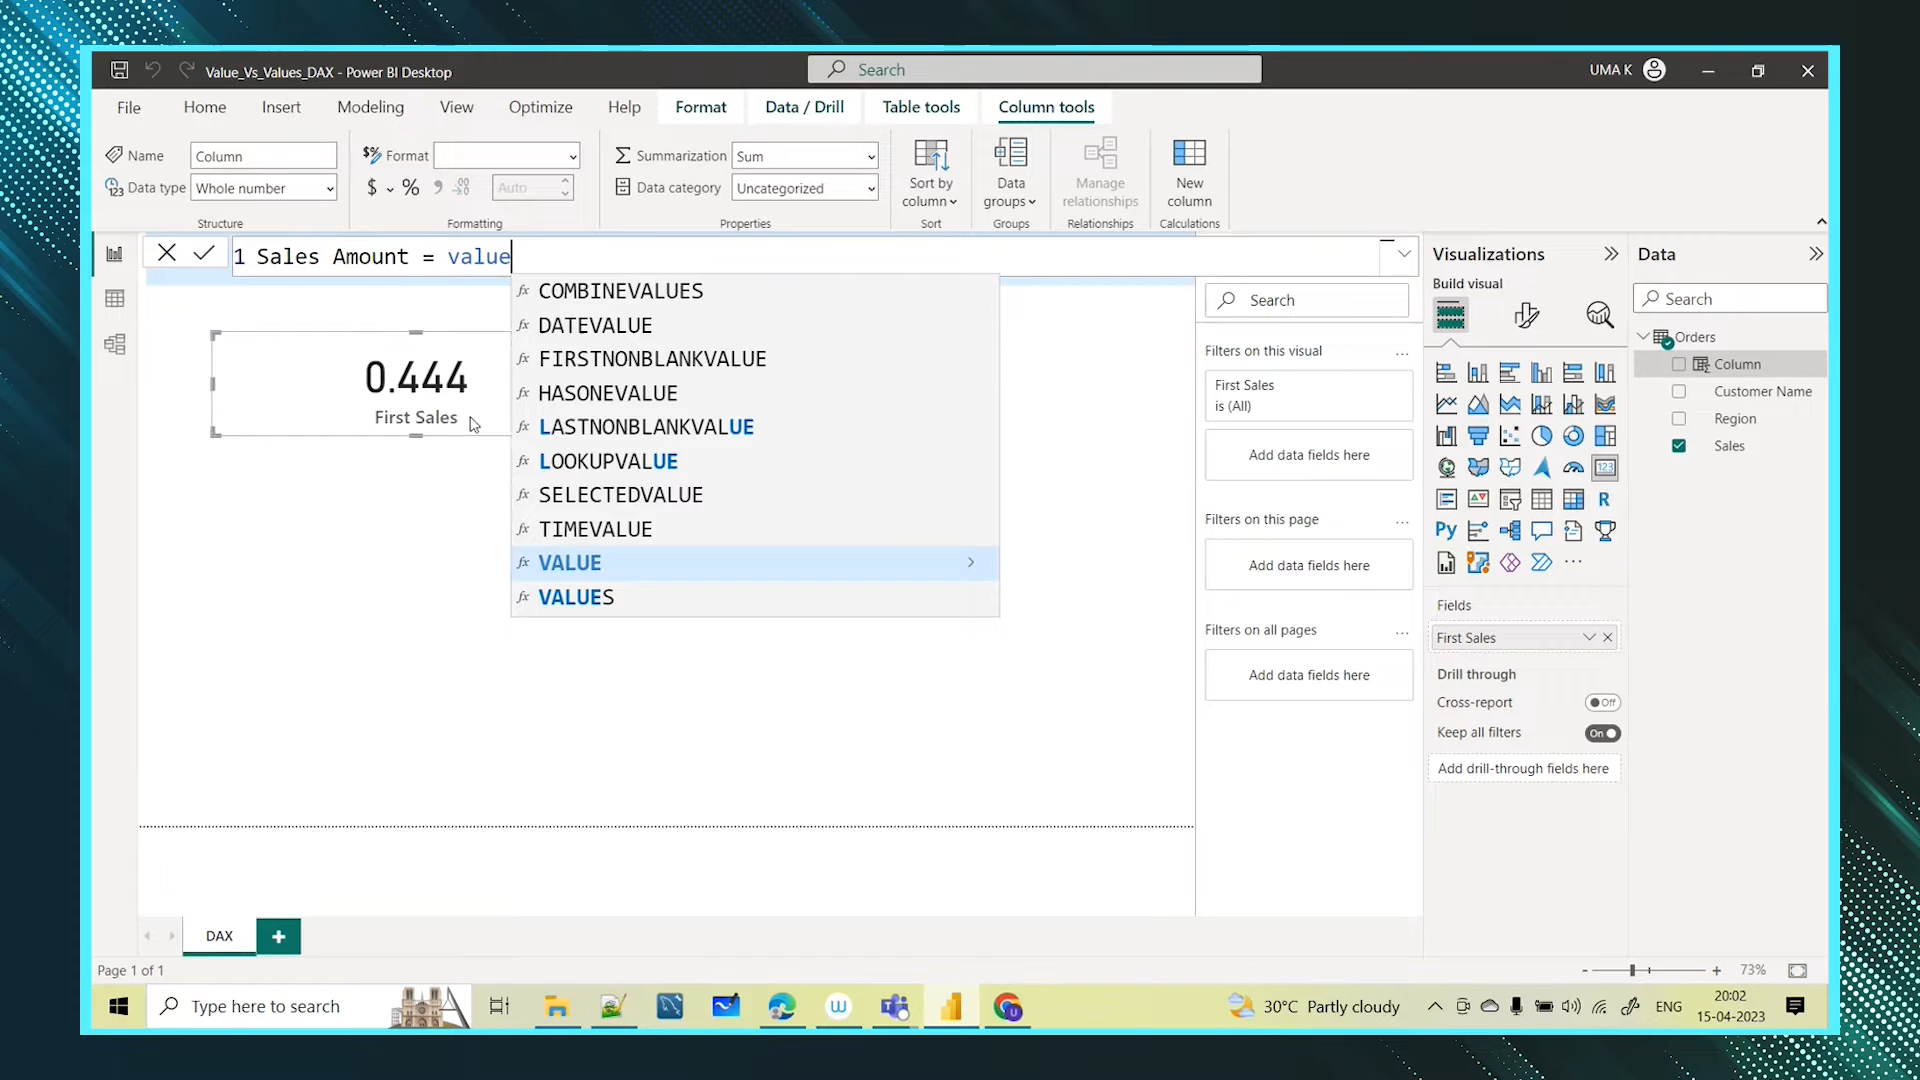 Value_Vs_Values_DAX - Power BI Desktop
Search
UMA K
File Home Insert Modeling View Optimize Help Format Data / Drill Table tools Column tools
Name Column
Data type Whole number
Structure
Format
$ % 9 .00 Auto
Formatting
Summarization Sum
Data category Uncategorized
Properties
Sort by
column
Sort
Data
groups
Groups
Manage
relationships
Relationships
New
column
Calculations
1 Sales Amount = value
COMBINEVALUES
DATEVALUE
FIRSTNONBLANKVALUE
HASONEVALUE
LASTNONBLANKVALUE
LOOKUPVALUE
SELECTEDVALUE
TIMEVALUE
VALUE
VALUES
0.444
First Sales
Search
Filters on this visual
First Sales
is (All)
Add data fields here
Filters on this page
Add data fields here
Filters on all pages
Add data fields here
Visualizations
Build visual
123
R
Py
Fields
First Sales
Drill through
Cross-report Off
Keep all filters On
Add drill-through fields here
Data
Search
Orders
Column
Customer Name
Region
Sales
DAX
Page 1 of 1
- + 73%
Type here to search
30°C Partly cloudy
ENG
20:02
15-04-2023